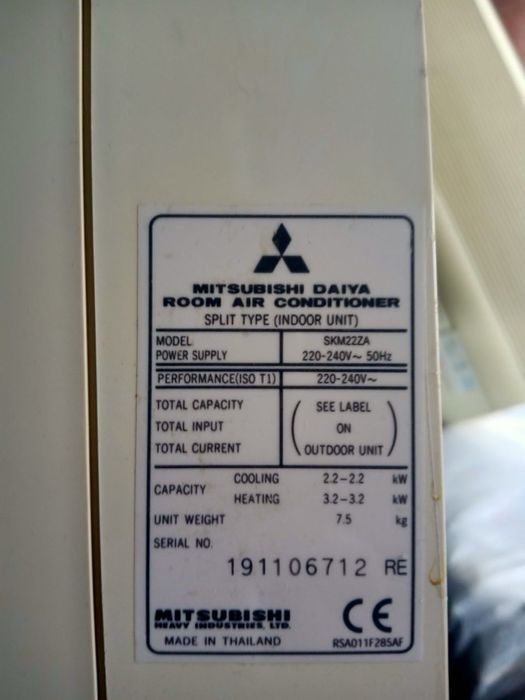 MITSUBISHI DAIYA
ROOM AIR CONDITIONER
SPLIT TYPE (INDOOR UNIT)
MODEL SKM22ZA
POWER SUPPLY 220-240V~ 50Hz
PERFORMANCE(ISO T1) 220-240V~
TOTAL CAPACITY SEE LABEL
TOTAL INPUT ON
TOTAL CURRENT OUTDOOR UNIT
CAPACITY COOLING 2.2-2.2 kW
HEATING 3.2-3.2 kW
UNIT WEIGHT 7.5 kg
SERIAL NO.
191106712 RE
MITSUBISHI
HEAVY INDUSTRIES, LTD.
CE
MADE IN THAILAND
RSA011F285AF